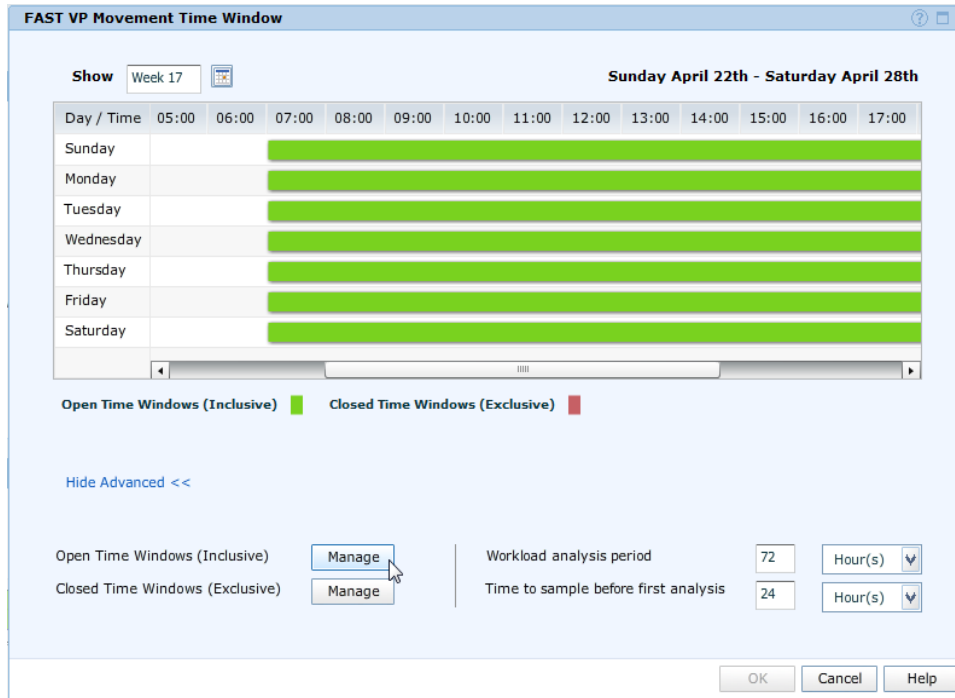 FAST VP Movement Time Window
Show Week 17 Sunday April 22th - Saturday April 28th
Day / Time 05:00 06:00 07:00 08:00 09:00 10:00 11:00 12:00 13:00 14:00 15:00 16:00 17:00
Sunday
Monday
Tuesday
Wednesday
Thursday
Friday
Saturday
Open Time Windows (Inclusive) Closed Time Windows (Exclusive)
Hide Advanced <<
Open Time Windows (Inclusive) Manage Workload analysis period 72 Hour(s)
Closed Time Windows (Exclusive) Manage Time to sample before first analysis 24 Hour(s)
OK Cancel Help